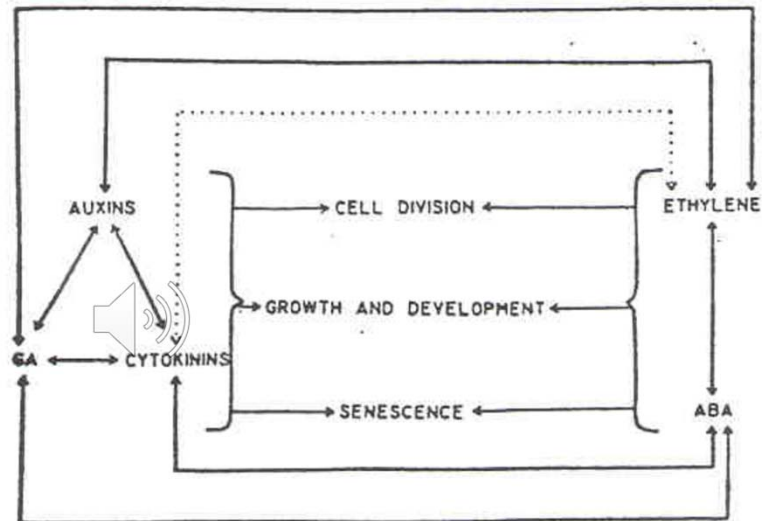 AUXINS
CELL DIVISION
ETHYLENE
GROWTH AND DEVELOPMENT
GA
CYTOKININS
SENESCENCE
ABA